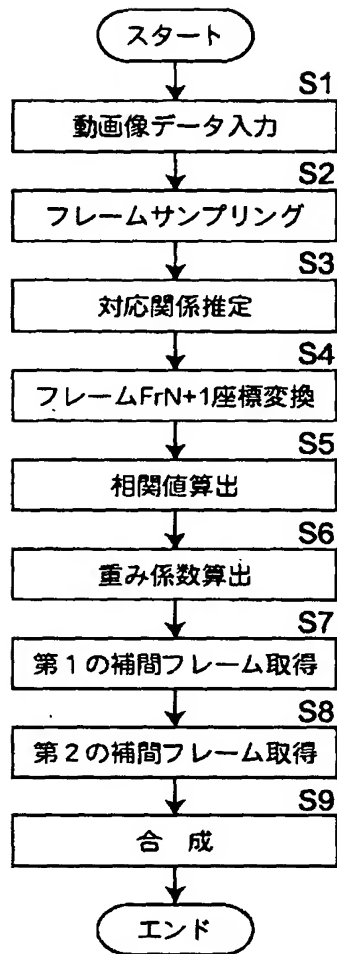 スタート
S1
動画像データ入力
S2
フレームサンプリング
S3
対応関係推定
S4
フレームFrN+1座標変換
S5
相関値算出
S6
重み係数算出
S7
第1の補間フレーム取得
S8
第2の補間フレーム取得
S9
合 成
エンド